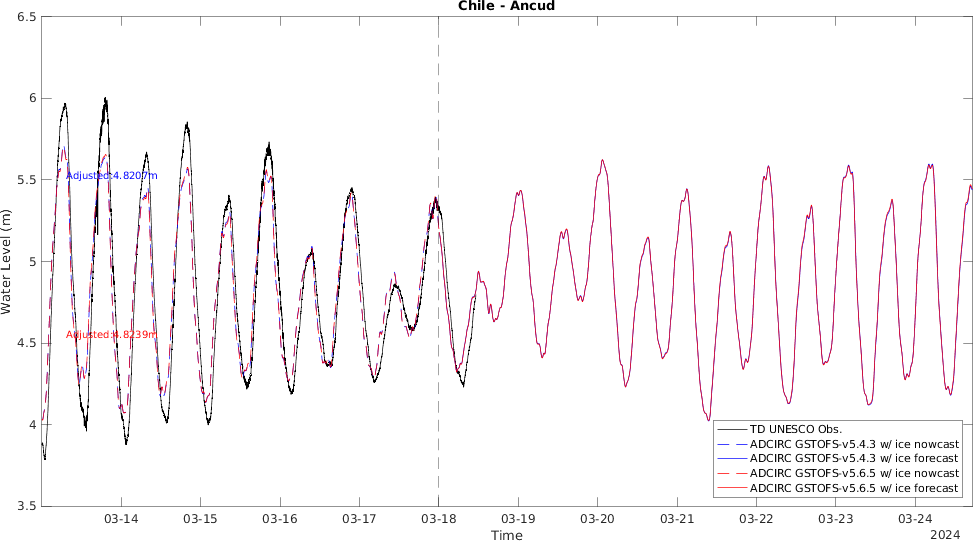 Chile - Ancud
6.5
6
5.5
5
4.5
4
3.5
Water Level (m)
Adjusted:4.8207m
Adjusted:4.8239m
TD UNESCO Obs.
ADCIRC GSTOFS-v5.4.3 w/ ice nowcast
ADCIRC GSTOFS-v5.4.3 w/ ice forecast
ADCIRC GSTOFS-v5.6.5 w/ ice nowcast
ADCIRC GSTOFS-v5.6.5 w/ ice forecast
03-14 03-15 03-16 03-17 03-18 03-19 03-20 03-21 03-22 03-23 03-24
Time
2024